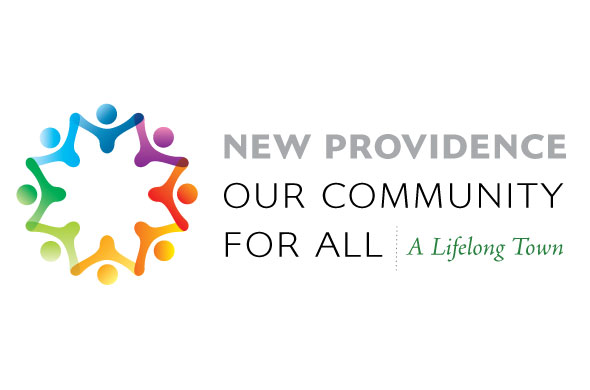 NEW PROVIDENCE
OUR COMMUNITY
FOR ALL A Lifelong Town